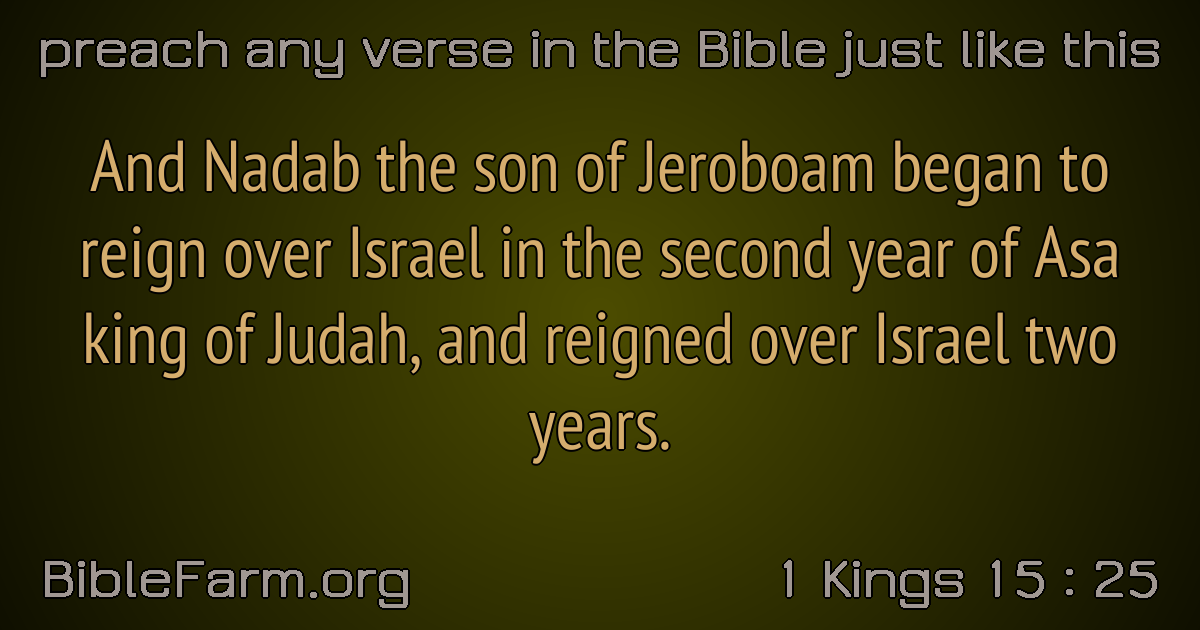 preach any verse in the Bible just like this
And Nadab the son of Jeroboam began to
reign over Israel in the second year of Asa
king of Judah, and reigned over Israel two
years.
BibleFarm.org
1 Kings 15 : 25